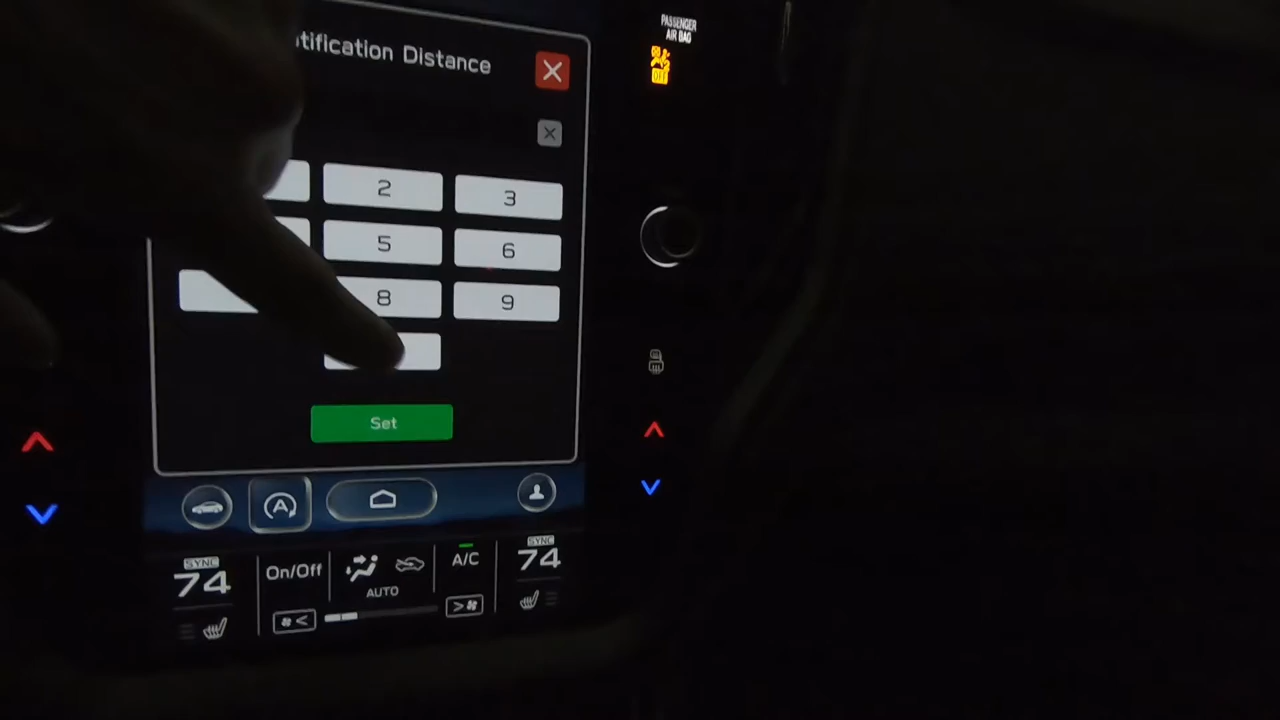 PASSENGER
AIR BAG
OFF
tification Distance
2
3
5
6
8
9
Set
A
SYNC
74
On/Off
AUTO
A/C
SYNC
74
<
>